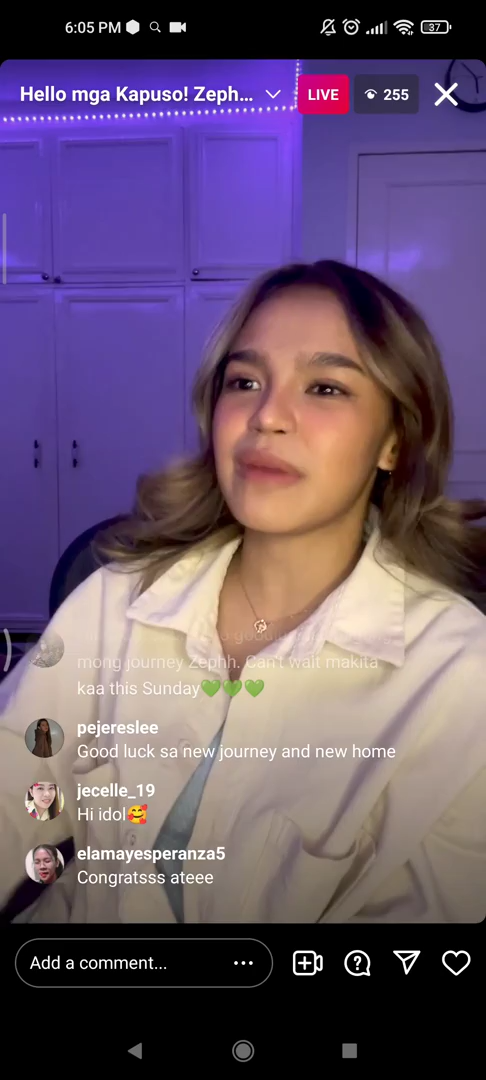 6:05 PM
37
Hello mga Kapuso! Zeph...
LIVE
255
mong journey Zephh. Can't wait makita
kaa this Sunday💚💚💚
pejereslee
Good luck sa new journey and new home
jecelle_19
Hi idol🥰
elamayesperanza5
Congratsss ateee
Add a comment...